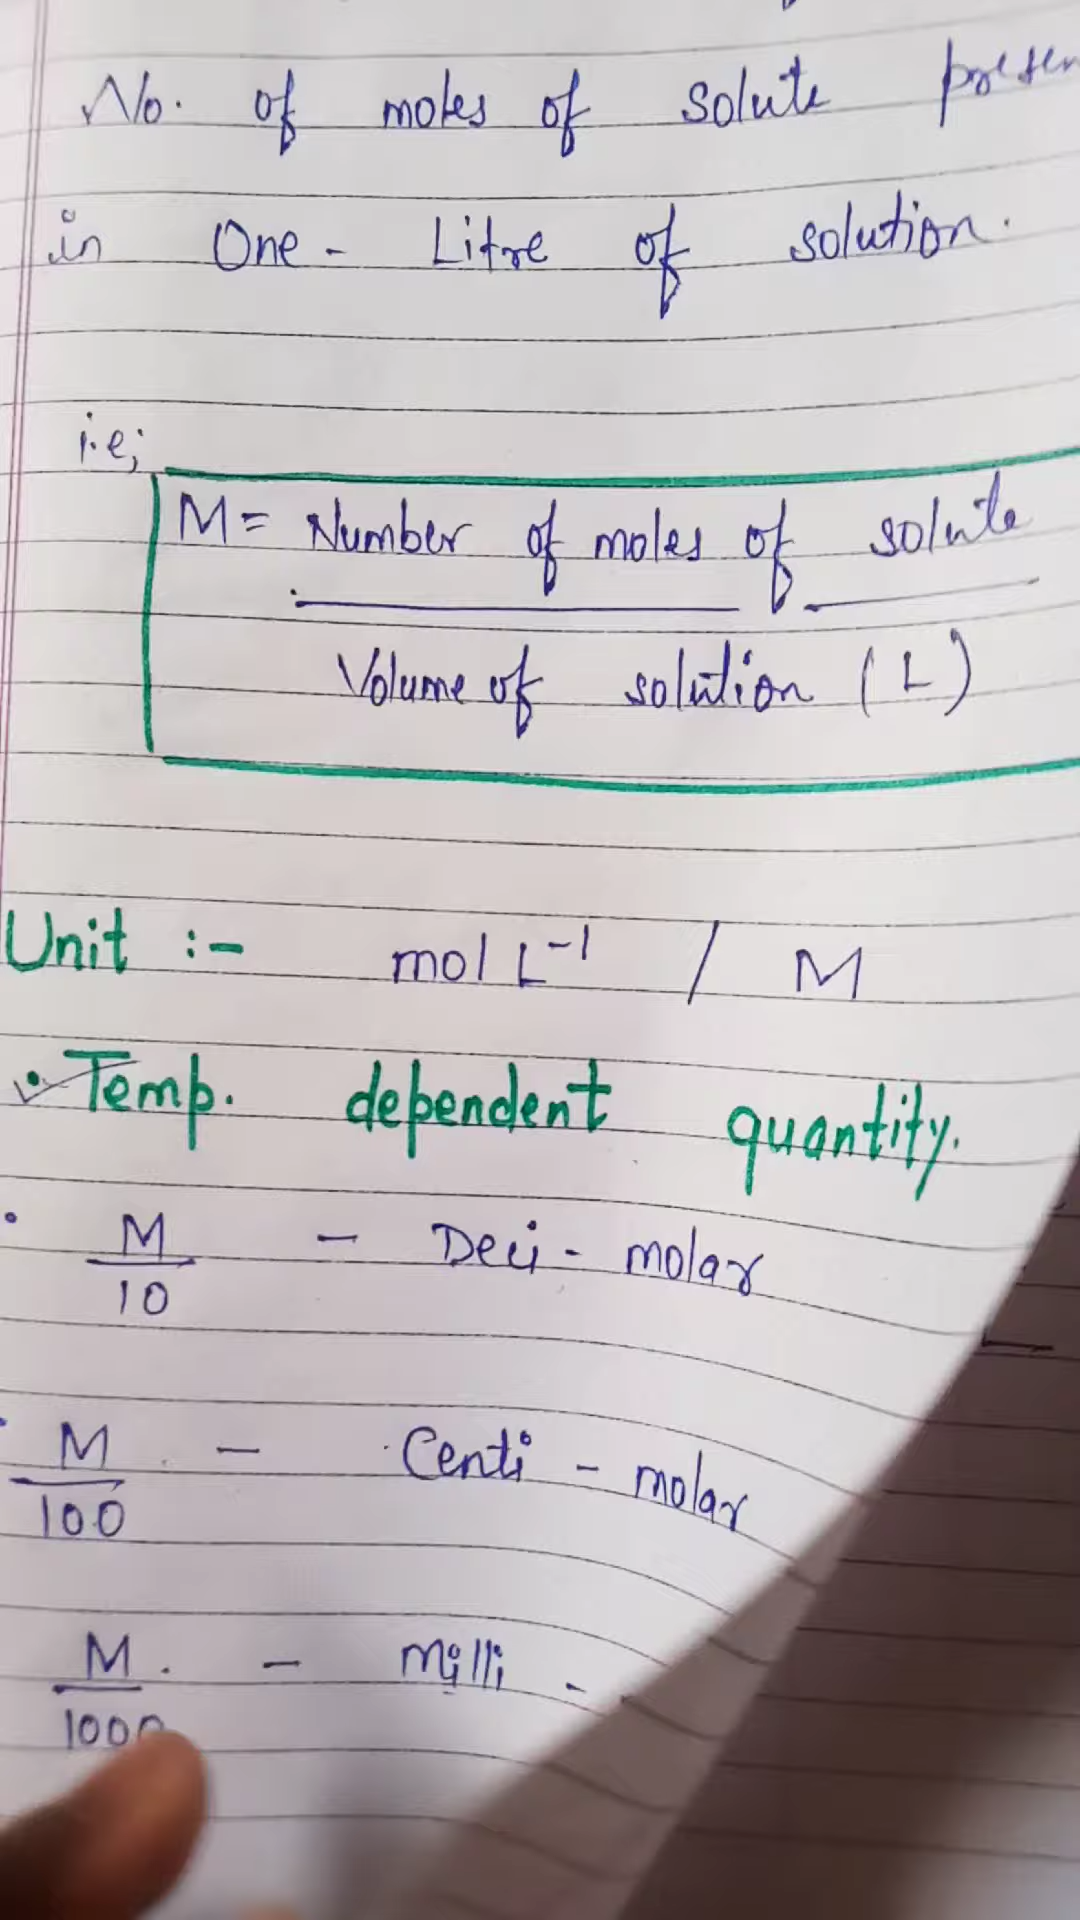 No. of moles of solute presen
in One - Litre of solution.
i.e;
M = Number of moles of solute
Volume of solution (L)
Unit :- mol L⁻¹ / M
• Temp. dependent quantity.
• M/10 - Deci - molar
• M/100 - Centi - molar
M/1000 - Milli -